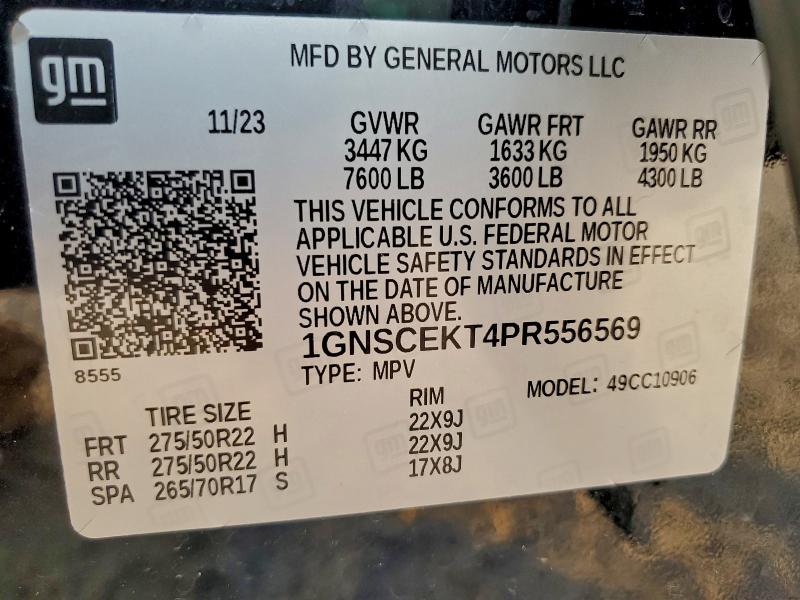 gm
MFD BY GENERAL MOTORS LLC
11/23 GVWR GAWR FRT GAWR RR
3447 KG 1633 KG 1950 KG
7600 LB 3600 LB 4300 LB
THIS VEHICLE CONFORMS TO ALL
APPLICABLE U.S. FEDERAL MOTOR
VEHICLE SAFETY STANDARDS IN EFFECT
ON THE DATE OF MANUFACTURE
SHOWN ABOVE.
1GNSCEKT4PR556569
8555
TYPE: MPV MODEL: 49CC10906
TIRE SIZE RIM
FRT 275/50R22 H 22X9J
RR 275/50R22 H 22X9J
SPA 265/70R17 S 17X8J